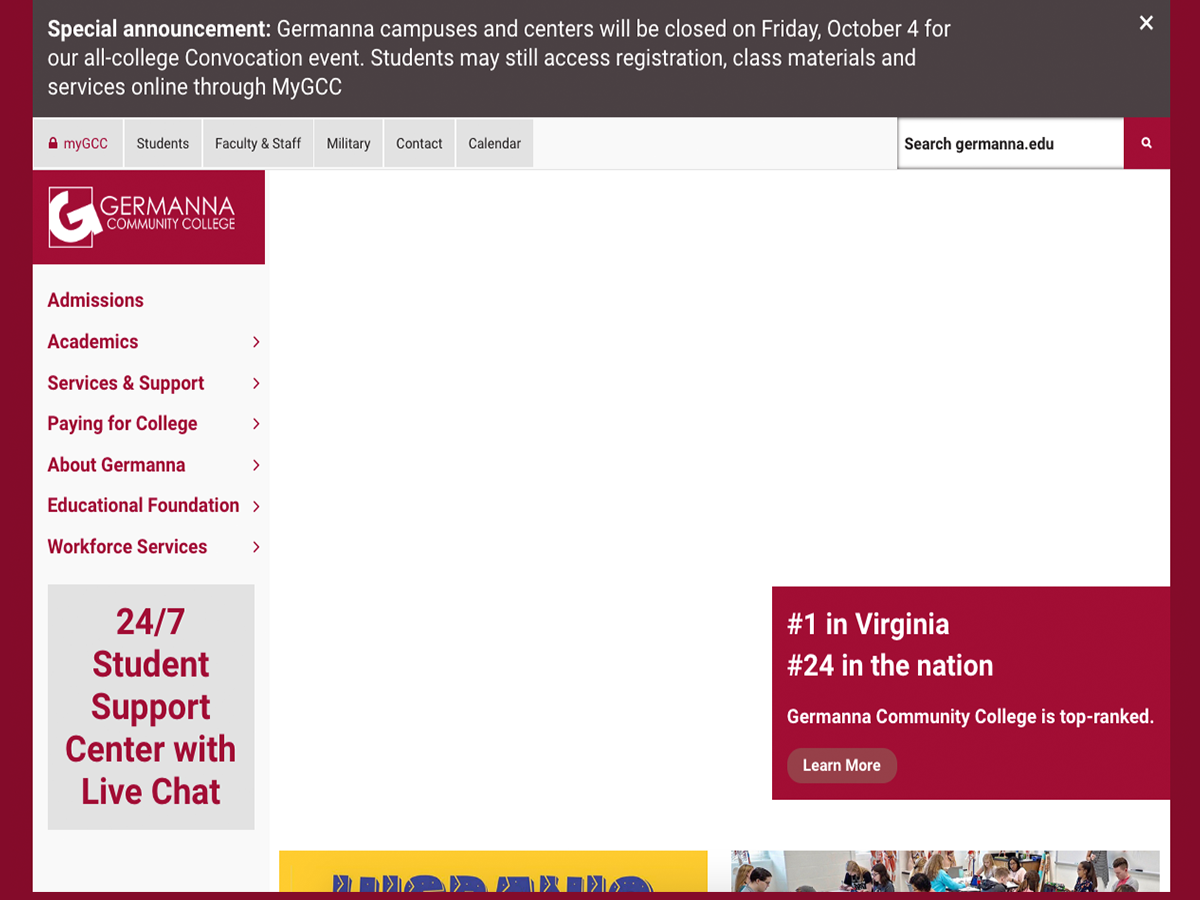 Special announcement: Germanna campuses and centers will be closed on Friday, October 4 for
our all-college Convocation event. Students may still access registration, class materials and
services online through MyGCC
×
myGCC
Students
Faculty & Staff
Military
Contact
Calendar
Search germanna.edu
G GERMANNA
COMMUNITY COLLEGE
Admissions
Academics
Services & Support
Paying for College
About Germanna
Educational Foundation
Workforce Services
24/7
Student
Support
Center with
Live Chat
#1 in Virginia
#24 in the nation
Germanna Community College is top-ranked.
Learn More